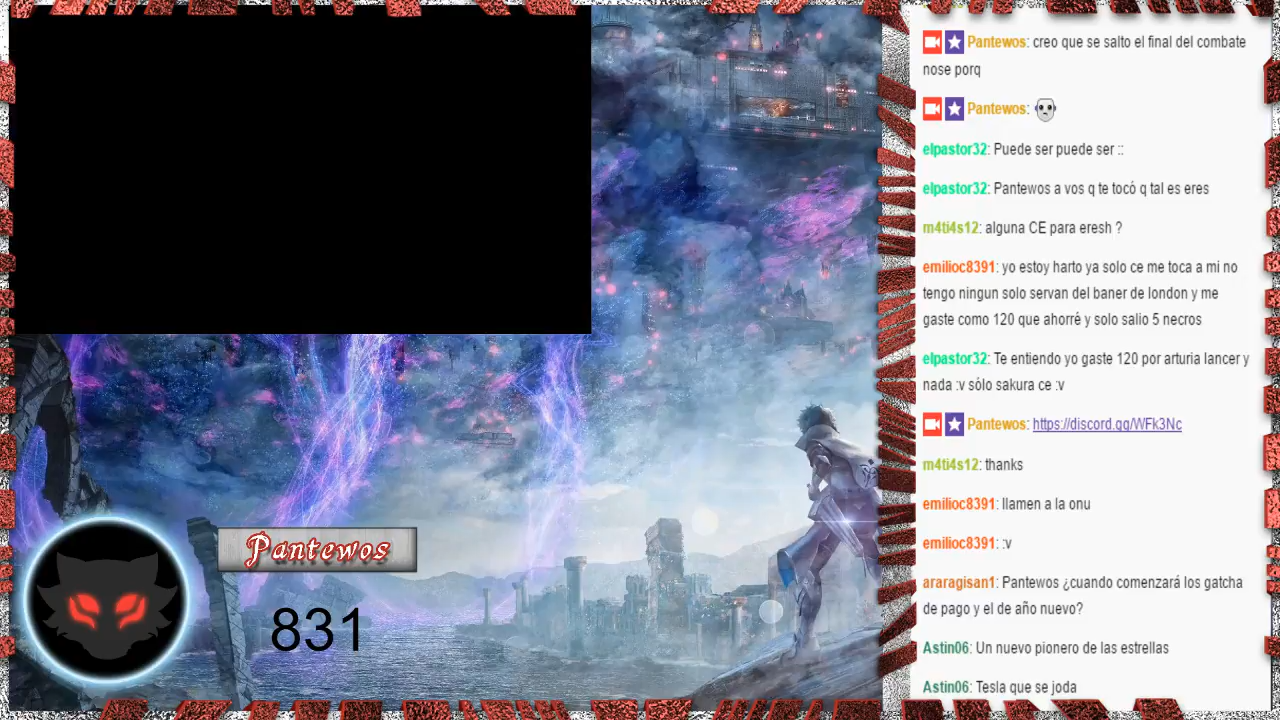 Pantewos: creo que se salto el final del combate
nose porq
Pantewos:
elpastor32: Puede ser puede ser ::
elpastor32: Pantewos a vos q te tocó q tal es eres
m4ti4s12: alguna CE para eresh ?
emilioc8391: yo estoy harto ya solo ce me toca a mi no
tengo ningun solo servan del baner de london y me
gaste como 120 que ahorré y solo salio 5 necros
elpastor32: Te entiendo yo gaste 120 por arturia lancer y
nada :v sólo sakura ce :v
Pantewos: https://discord.gg/WFk3Nc
m4ti4s12: thanks
emilioc8391: llamen a la onu
emilioc8391: :v
araragisan1: Pantewos ¿cuando comenzará los gatcha
de pago y el de año nuevo?
Astin06: Un nuevo pionero de las estrellas
Astin06: Tesla que se joda
Pantewos
831